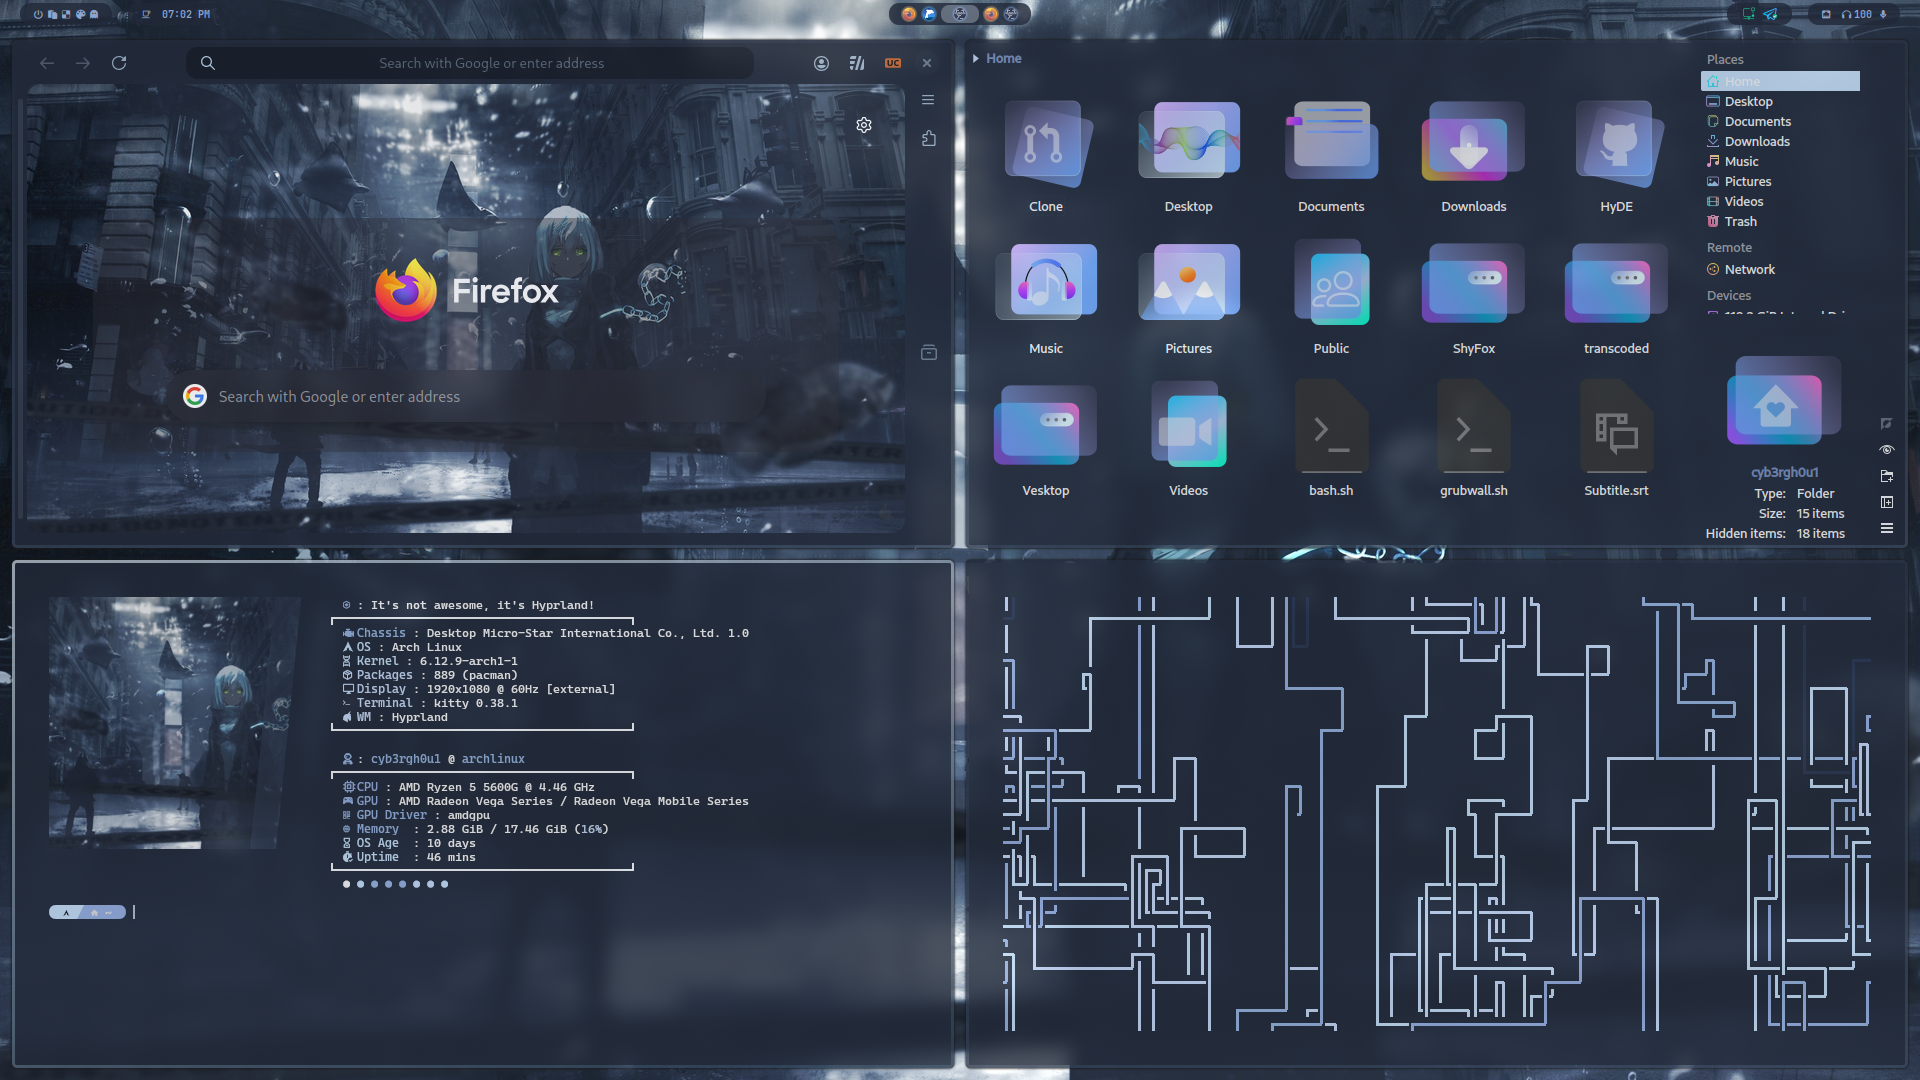 07:02 PM
100
Search with Google or enter address
UC
Firefox
Search with Google or enter address
Home
Clone
Desktop
Documents
Downloads
HyDE
Music
Pictures
Public
ShyFox
transcoded
Vesktop
Videos
bash.sh
grubwall.sh
Subtitle.srt
Places
Home
Desktop
Documents
Downloads
Music
Pictures
Videos
Trash
Remote
Network
Devices
cyb3rgh0u1
Type: Folder
Size: 15 items
Hidden items: 18 items
: It's not awesome, it's Hyprland!
Chassis : Desktop Micro-Star International Co., Ltd. 1.0
OS : Arch Linux
Kernel : 6.12.9-arch1-1
Packages : 889 (pacman)
Display : 1920x1080 @ 60Hz [external]
Terminal : kitty 0.38.1
WM : Hyprland
: cyb3rgh0u1 @ archlinux
CPU : AMD Ryzen 5 5600G @ 4.46 GHz
GPU : AMD Radeon Vega Series / Radeon Vega Mobile Series
GPU Driver : amdgpu
Memory : 2.88 GiB / 17.46 GiB (16%)
OS Age : 10 days
Uptime : 46 mins